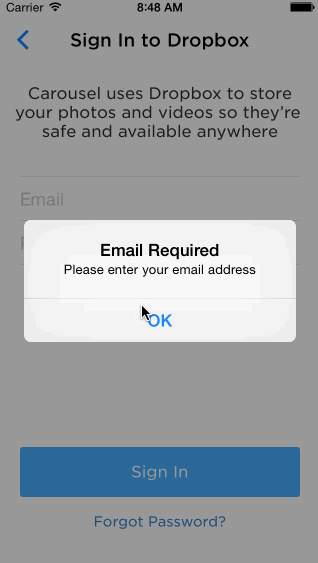 Carrier 8:48 AM
Sign In to Dropbox
Carousel uses Dropbox to store
your photos and videos so they're
safe and available anywhere
Email
Email Required
Please enter your email address
OK
Sign In
Forgot Password?